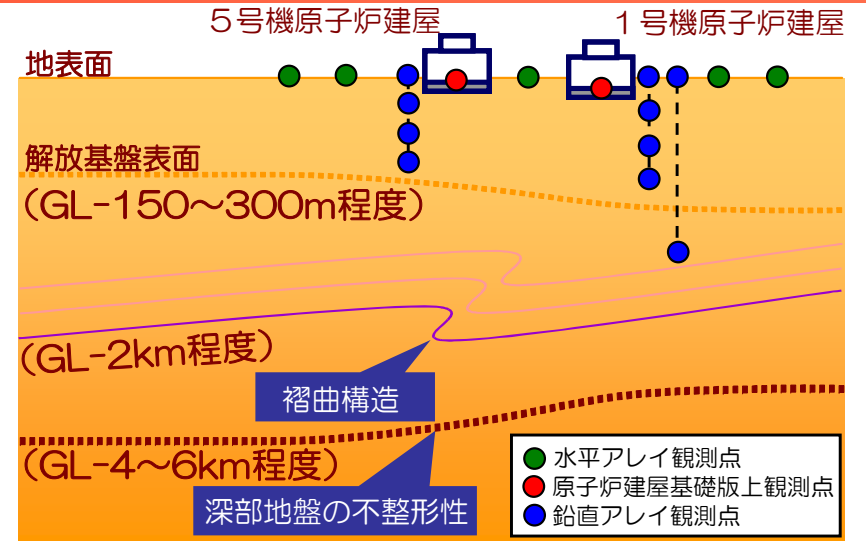 ５号機原子炉建屋
１号機原子炉建屋
地表面
解放基盤表面
(GL-150～300m程度)
(GL-2km程度)
褶曲構造
(GL-4～6km程度)
深部地盤の不整形性
水平アレイ観測点
原子炉建屋基礎版上観測点
鉛直アレイ観測点